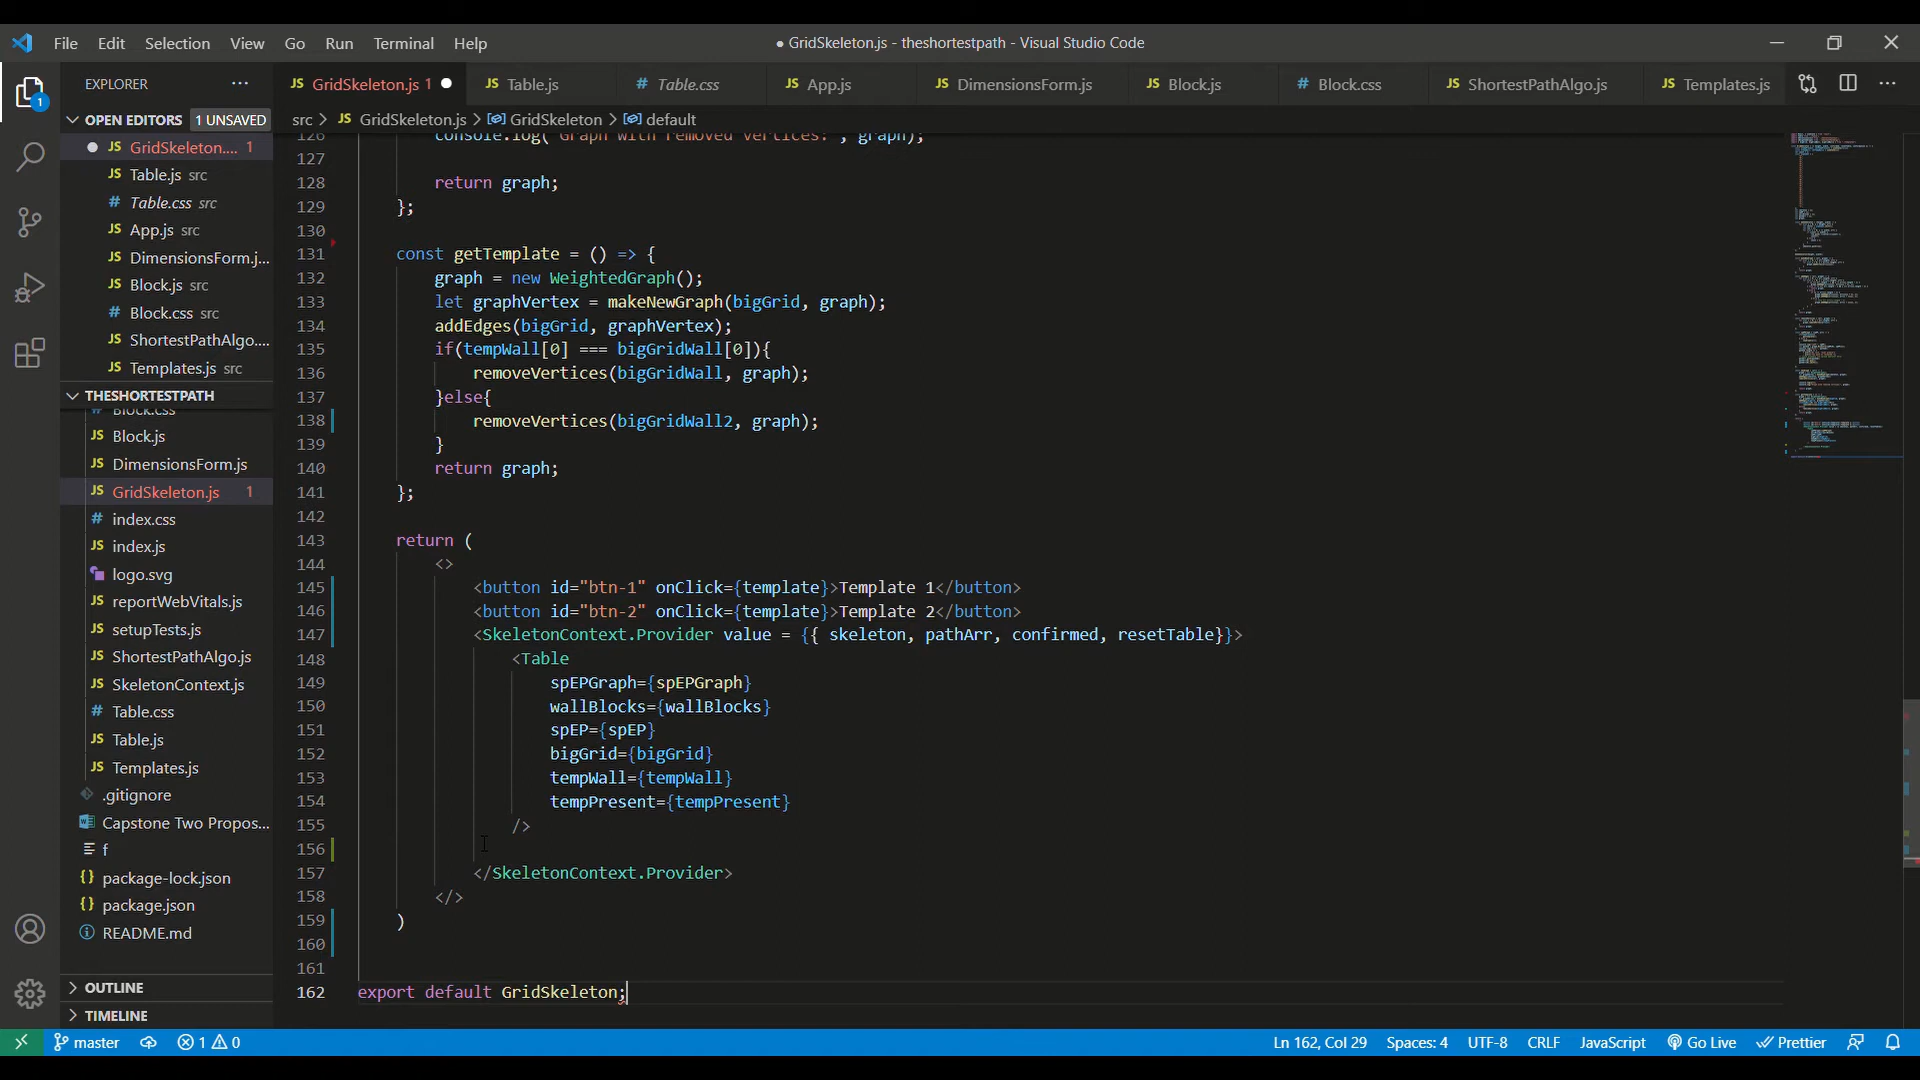 File Edit Selection View Go Run Terminal Help
● GridSkeleton.js - theshortestpath - Visual Studio Code
EXPLORER ···
JS GridSkeleton.js 1 ●
JS Table.js
# Table.css
JS App.js
JS DimensionsForm.js
JS Block.js
# Block.css
JS ShortestPathAlgo.js
JS Templates.js
OPEN EDITORS 1 UNSAVED
src > JS GridSkeleton.js > GridSkeleton > default
● JS GridSkeleton.... 1
JS Table.js src
# Table.css src
JS App.js src
JS DimensionsForm.j...
JS Block.js src
# Block.css src
JS ShortestPathAlgo....
JS Templates.js src
THESHORTESTPATH
# Block.css
JS Block.js
JS DimensionsForm.js
JS GridSkeleton.js 1
# index.css
JS index.js
logo.svg
JS reportWebVitals.js
JS setupTests.js
JS ShortestPathAlgo.js
JS SkeletonContext.js
# Table.css
JS Table.js
JS Templates.js
.gitignore
Capstone Two Propos...
f
{} package-lock.json
{} package.json
README.md
OUTLINE
TIMELINE
126 console.log("Graph with removed vertices: ", graph);
127
128 return graph;
129 };
130
131 const getTemplate = () => {
132 graph = new WeightedGraph();
133 let graphVertex = makeNewGraph(bigGrid, graph);
134 addEdges(bigGrid, graphVertex);
135 if(tempWall[0] === bigGridWall[0]){
136 removeVertices(bigGridWall, graph);
137 }else{
138 removeVertices(bigGridWall2, graph);
139 }
140 return graph;
141 };
142
143 return (
144 <>
145 <button id="btn-1" onClick={template}>Template 1</button>
146 <button id="btn-2" onClick={template}>Template 2</button>
147 <SkeletonContext.Provider value = {{ skeleton, pathArr, confirmed, resetTable}}>
148 <Table
149 spEPGraph={spEPGraph}
150 wallBlocks={wallBlocks}
151 spEP={spEP}
152 bigGrid={bigGrid}
153 tempWall={tempWall}
154 tempPresent={tempPresent}
155 />
156
157 </SkeletonContext.Provider>
158 </>
159 )
160
161
162 export default GridSkeleton;
master 1 0 Ln 162, Col 29 Spaces: 4 UTF-8 CRLF JavaScript Go Live Prettier